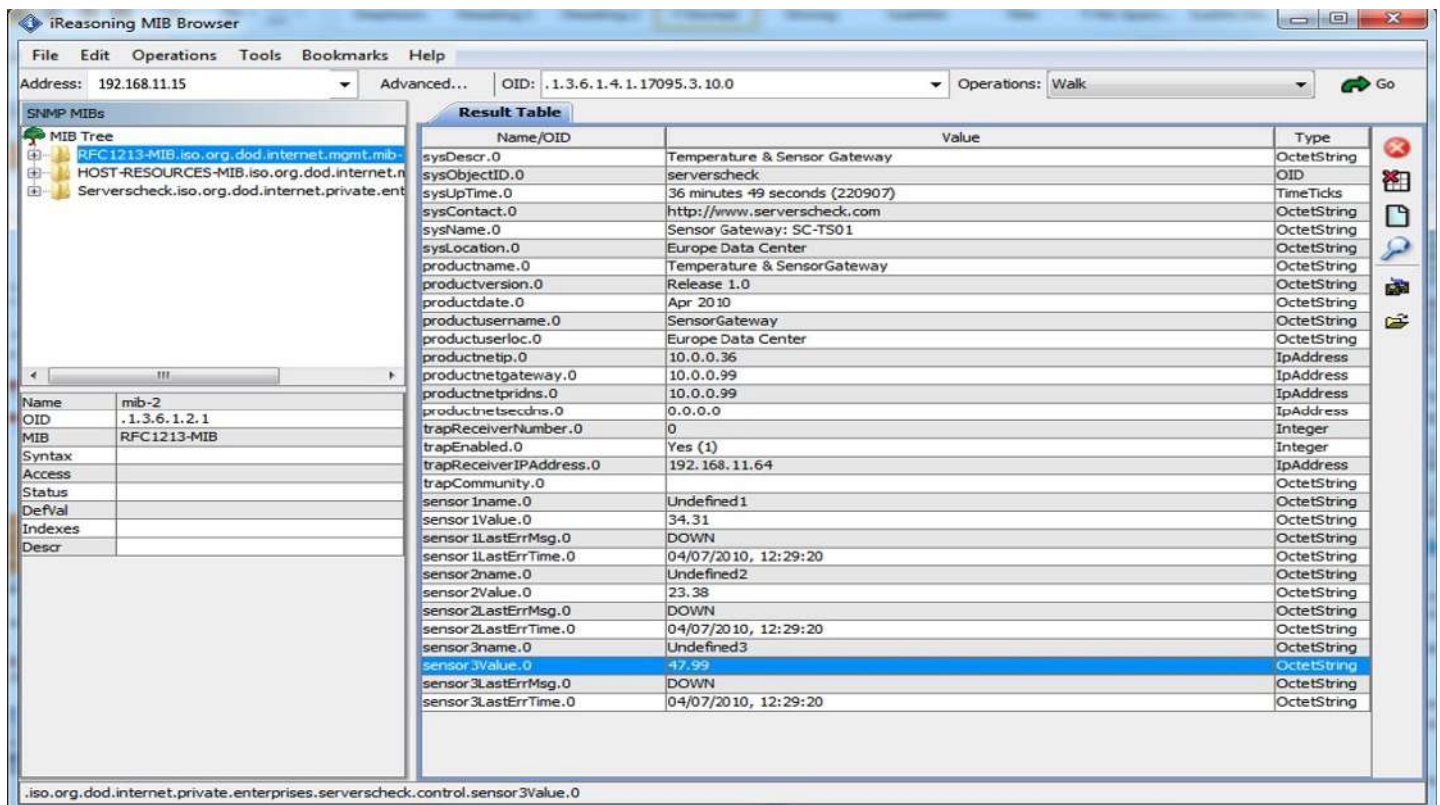 iReasoning MIB Browser
File Edit Operations Tools Bookmarks Help
Address: 192.168.11.15 Advanced... OID: .1.3.6.1.4.1.17095.3.10.0 Operations: Walk Go
SNMP MIBs
MIB Tree
RFC1213-MIB.iso.org.dod.internet.mgmt.mib-
HOST-RESOURCES-MIB.iso.org.dod.internet.m
Serverscheck.iso.org.dod.internet.private.ent
Name mib-2
OID .1.3.6.1.2.1
MIB RFC1213-MIB
Syntax
Access
Status
DefVal
Indexes
Descr
Result Table
Name/OID Value Type
sysDescr.0 Temperature & Sensor Gateway OctetString
sysObjectID.0 serverscheck OID
sysUpTime.0 36 minutes 49 seconds (220907) TimeTicks
sysContact.0 http://www.serverscheck.com OctetString
sysName.0 Sensor Gateway: SC-TS01 OctetString
sysLocation.0 Europe Data Center OctetString
productname.0 Temperature & SensorGateway OctetString
productversion.0 Release 1.0 OctetString
productdate.0 Apr 2010 OctetString
productusername.0 SensorGateway OctetString
productuserloc.0 Europe Data Center OctetString
productnetip.0 10.0.0.36 IpAddress
productnetgateway.0 10.0.0.99 IpAddress
productnetpridns.0 10.0.0.99 IpAddress
productnetsecdns.0 0.0.0.0 IpAddress
trapReceiverNumber.0 0 Integer
trapEnabled.0 Yes (1) Integer
trapReceiverIPAddress.0 192.168.11.64 IpAddress
trapCommunity.0 OctetString
sensor1name.0 Undefined1 OctetString
sensor1Value.0 34.31 OctetString
sensor1LastErrMsg.0 DOWN OctetString
sensor1LastErrTime.0 04/07/2010, 12:29:20 OctetString
sensor2name.0 Undefined2 OctetString
sensor2Value.0 23.38 OctetString
sensor2LastErrMsg.0 DOWN OctetString
sensor2LastErrTime.0 04/07/2010, 12:29:20 OctetString
sensor3name.0 Undefined3 OctetString
sensor3Value.0 47.99 OctetString
sensor3LastErrMsg.0 DOWN OctetString
sensor3LastErrTime.0 04/07/2010, 12:29:20 OctetString
.iso.org.dod.internet.private.enterprises.serverscheck.control.sensor3Value.0